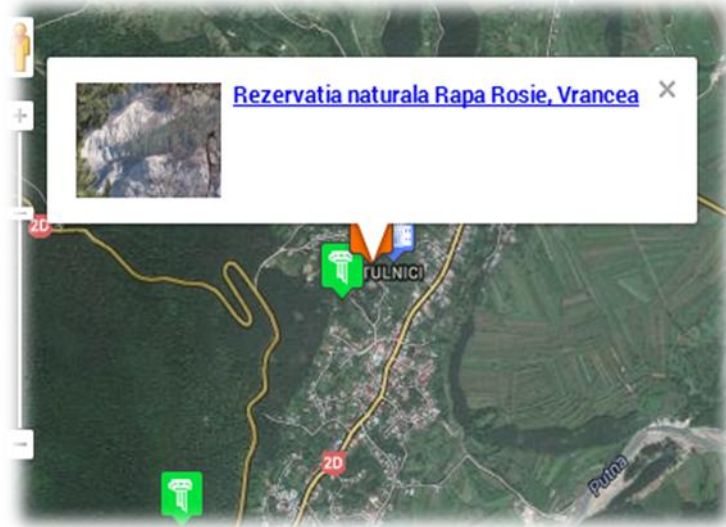 Rezervatia naturala Rapa Rosie, Vrancea
2D
TULNICI
2D
Putna